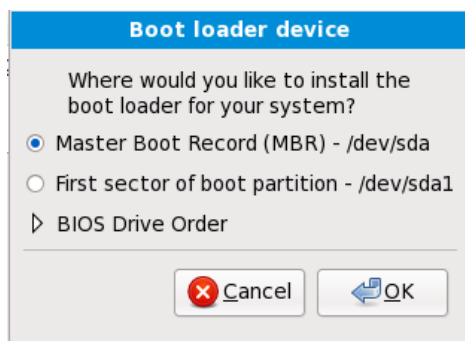 Boot loader device
Where would you like to install the
boot loader for your system?
Master Boot Record (MBR) - /dev/sda
First sector of boot partition - /dev/sda1
BIOS Drive Order
Cancel
OK